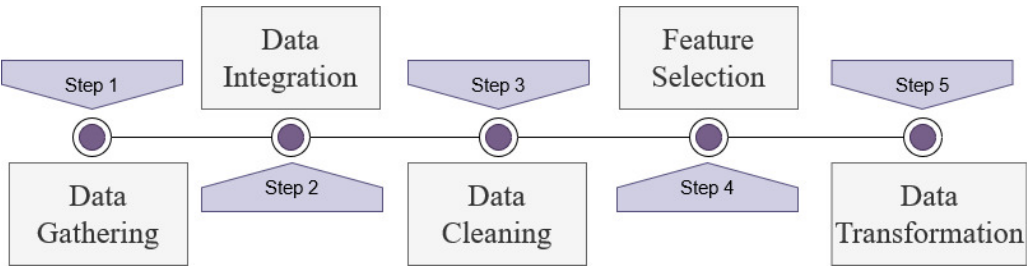 Step 1
Data
Gathering
Data
Integration
Step 2
Step 3
Data
Cleaning
Feature
Selection
Step 4
Step 5
Data
Transformation